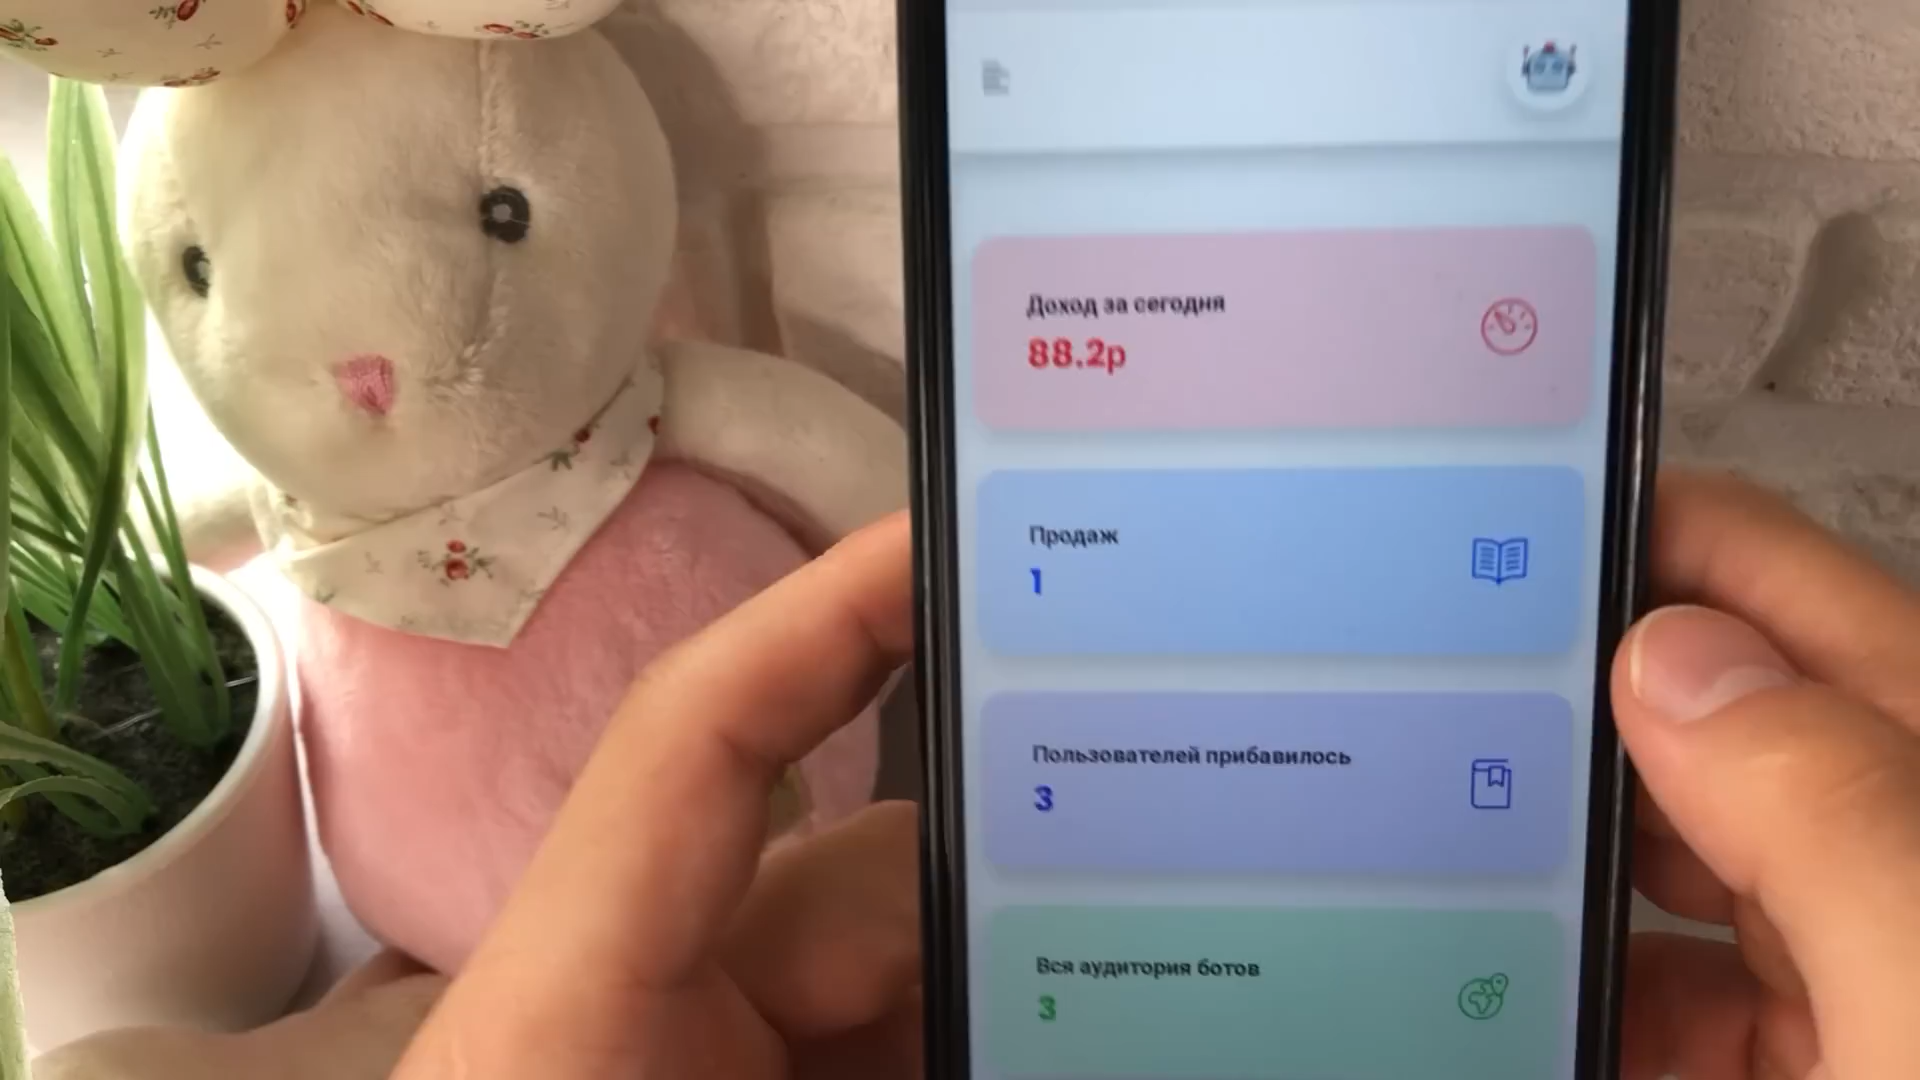 Доход за сегодня
88.2р
Продаж
1
Пользователей прибавилось
3
Вся аудитория ботов
3